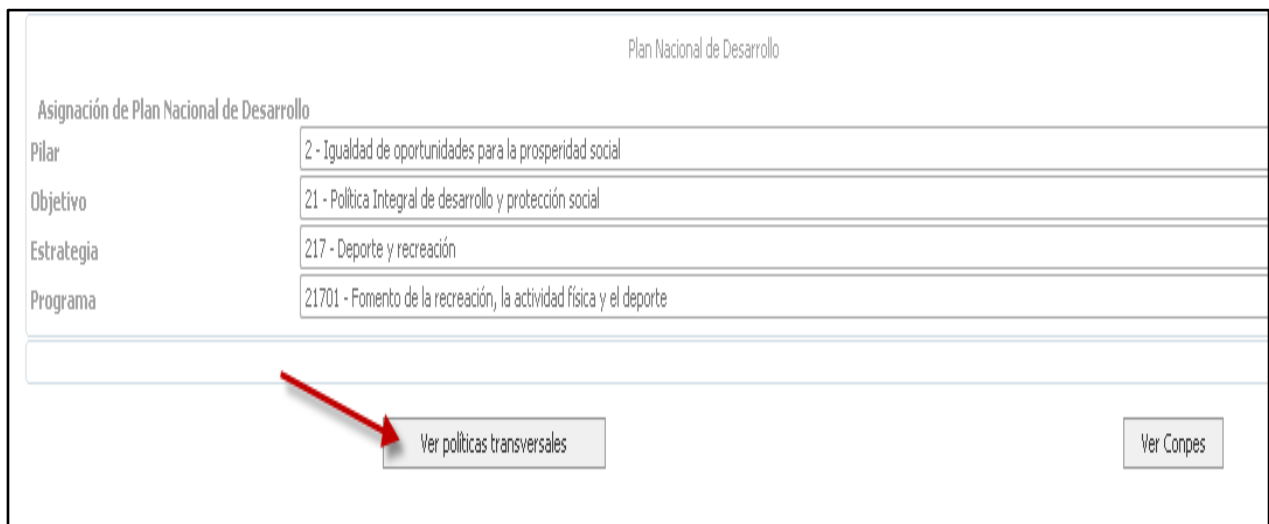 Plan Nacional de Desarrollo
Asignación de Plan Nacional de Desarrollo
Pilar 2 - Igualdad de oportunidades para la prosperidad social
Objetivo 21 - Política Integral de desarrollo y protección social
Estrategia 217 - Deporte y recreación
Programa 21701 - Fomento de la recreación, la actividad física y el deporte
Ver políticas transversales Ver Conpes